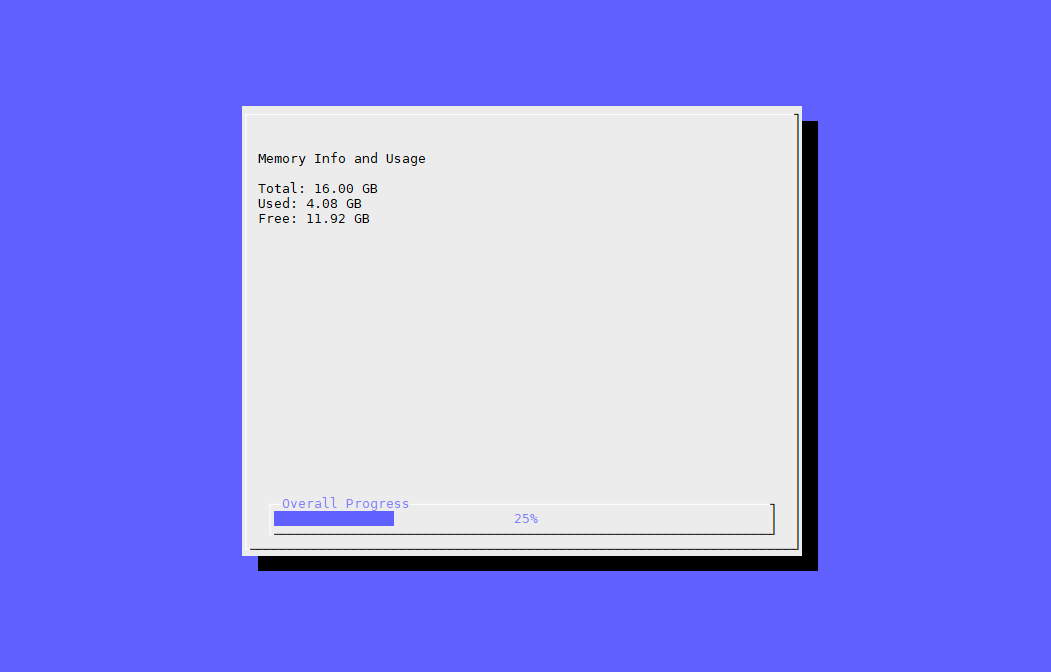 Memory Info and Usage
Total: 16.00 GB
Used: 4.08 GB
Free: 11.92 GB
Overall Progress
25%